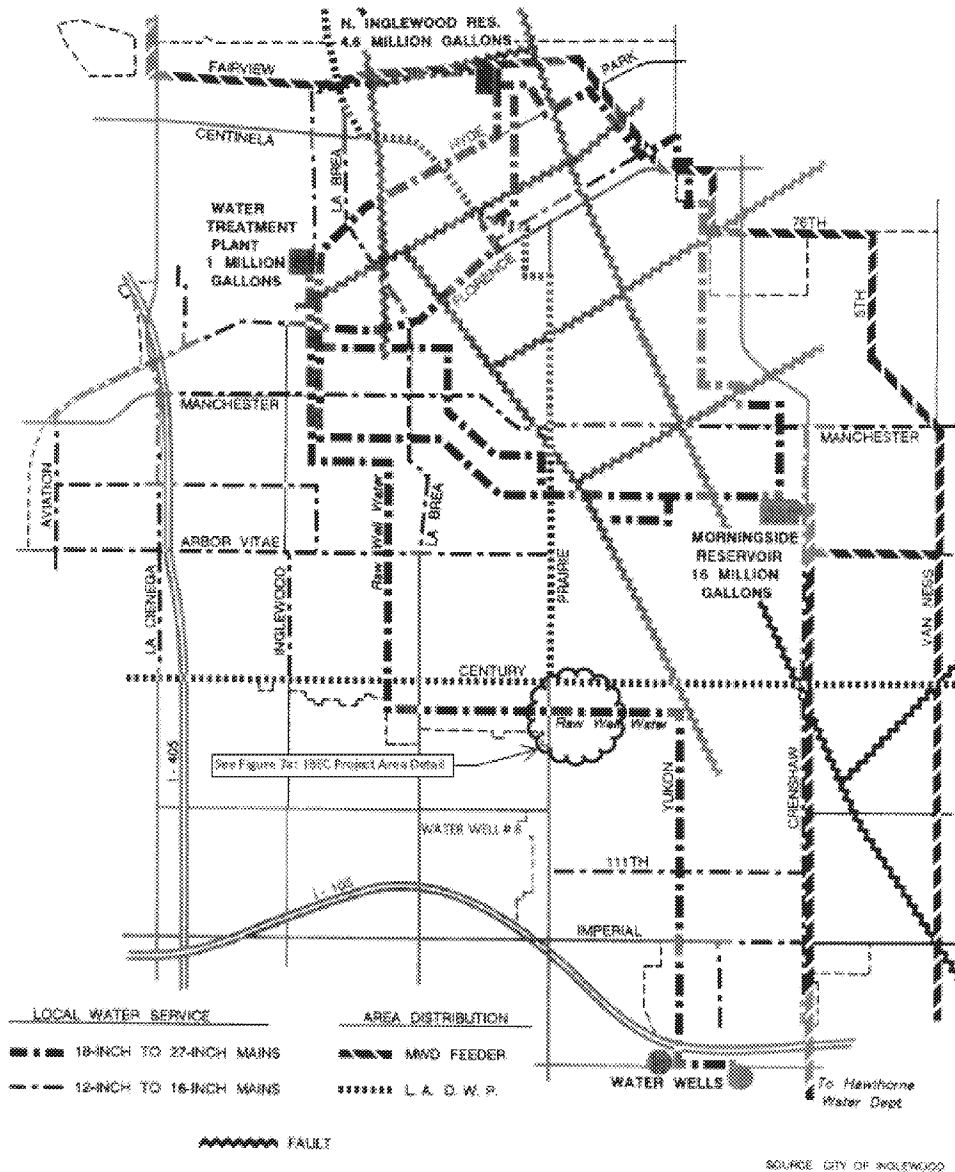 N. INGLEWOOD RES.
4.6 MILLION GALLONS
FAIRVIEW
PARK
CENTINELA
HYDE
LA BREA
WATER
TREATMENT
PLANT
1 MILLION
GALLONS
76TH
FLORENCE
5TH
MANCHESTER
MANCHESTER
AVIATION
LA BREA
Raw Well Water
ARBOR VITAE
MORNINGSIDE
RESERVOIR
16 MILLION
GALLONS
LA CIENEGA
INGLEWOOD
PRAIRIE
VAN NESS
CENTURY
Raw Well Water
See Figure 3a: IBEC Project Area Detail
I- 405
YUKON
CRENSHAW
WATER WELL # 6
111TH
I- 105
IMPERIAL
LOCAL WATER SERVICE
AREA DISTRIBUTION
18-INCH TO 27-INCH MAINS
MWD FEEDER
12-INCH TO 16-INCH MAINS
L. A. D. W. P.
WATER WELLS
To Hawthorne
Water Dept
FAULT
SOURCE: CITY OF INGLEWOOD